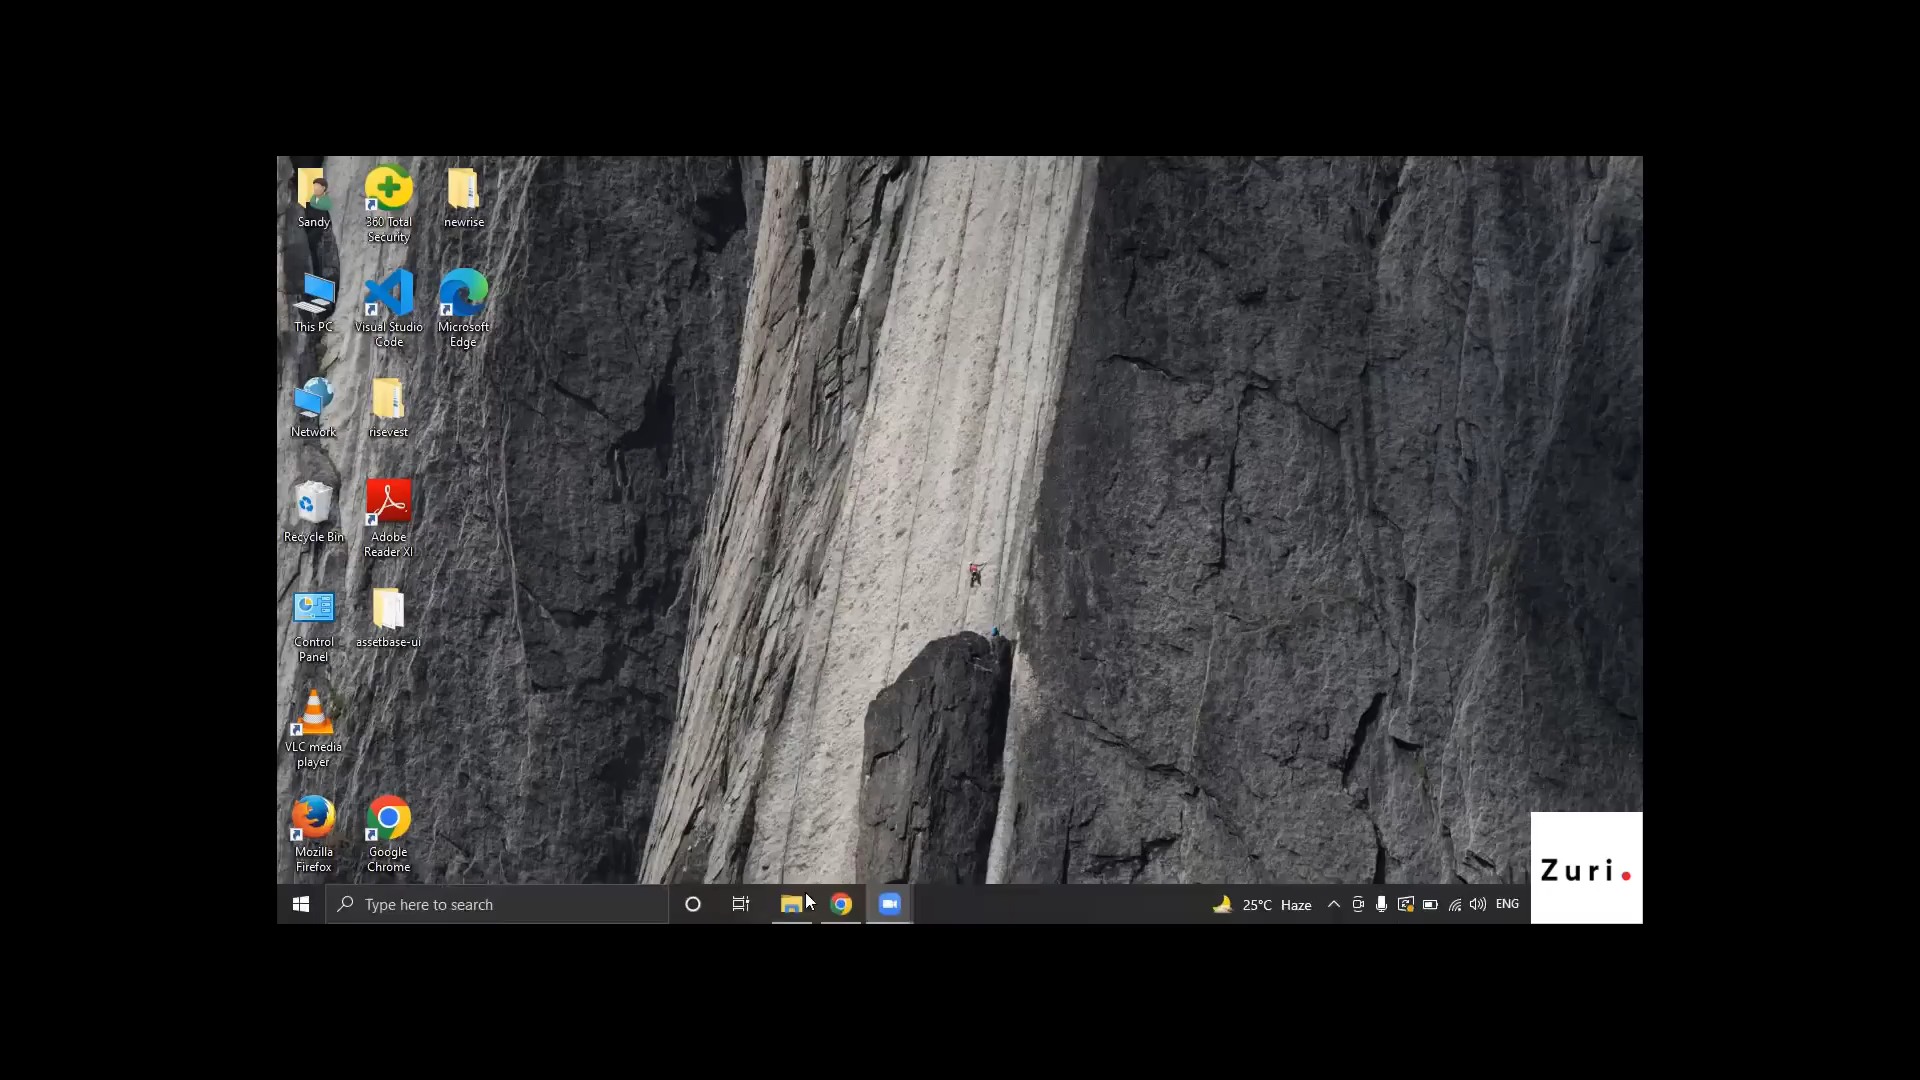 Sandy
360 Total
Security
newrise
This PC
Visual Studio
Code
Microsoft
Edge
Network
risevest
Recycle Bin
Adobe
Reader XI
Control
Panel
assetbase-ui
VLC media
player
Mozilla
Firefox
Google
Chrome
Type here to search
25°C Haze
ENG
Zuri.